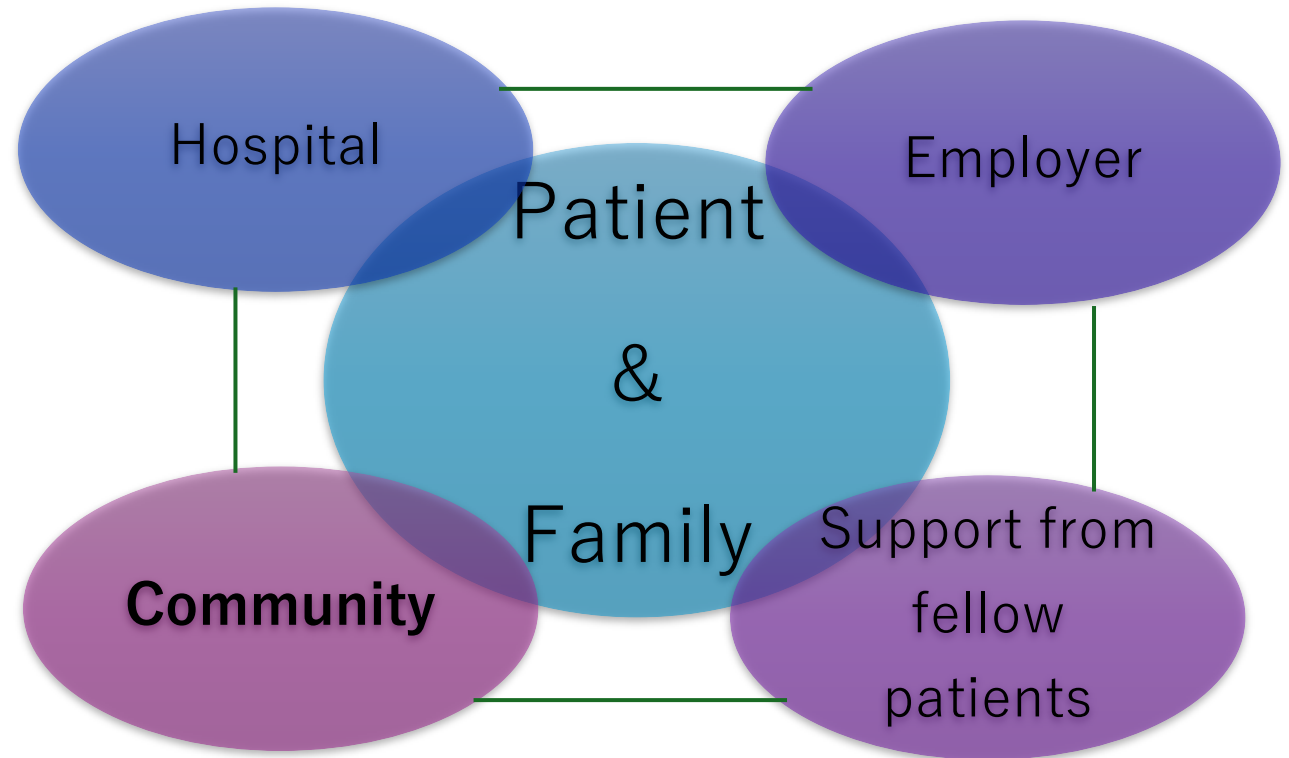 Hospital
Employer
Patient
&
Family
Community
Support from
fellow
patients